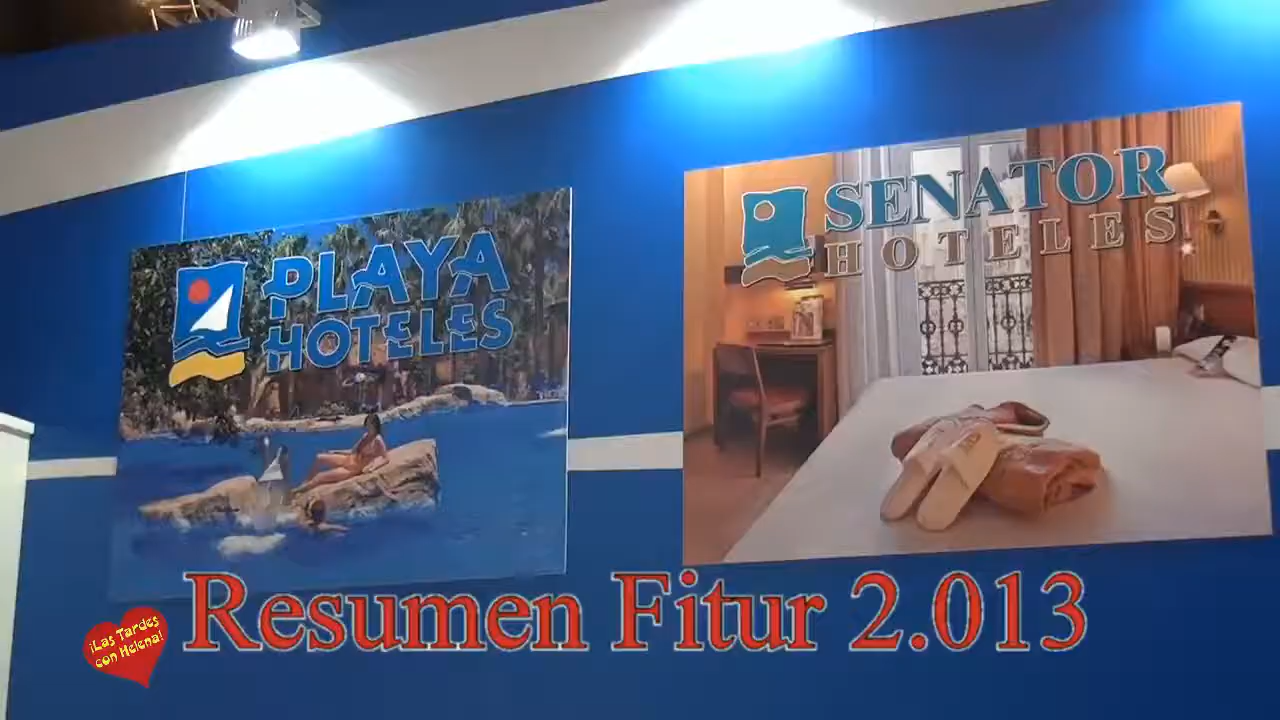 PLAYA
HOTELES
SENATOR
HOTELES
Resumen Fitur 2.013
¡Las Tardes
con Helena!